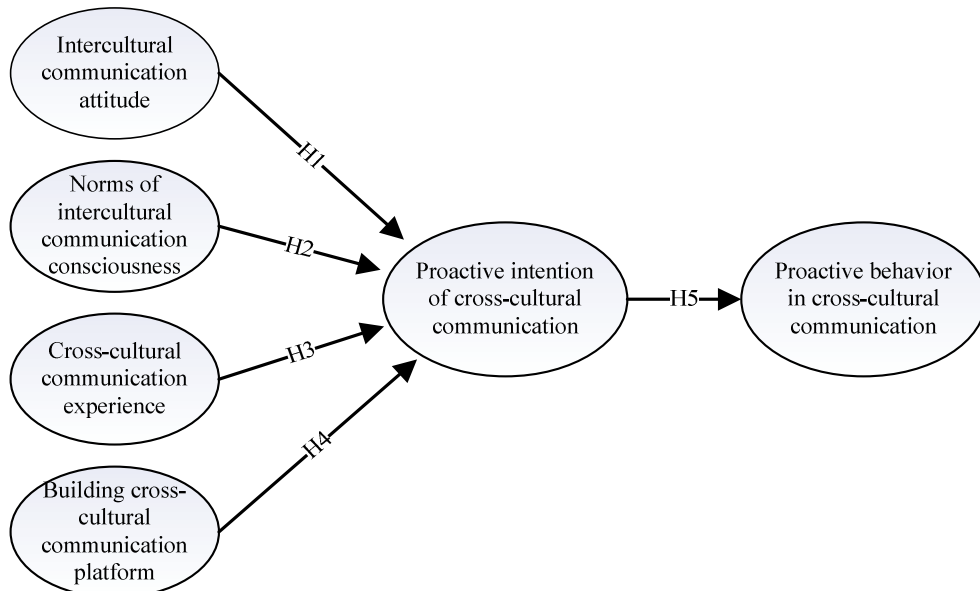 Intercultural
communication
attitude
H1
Norms of
intercultural
communication
consciousness
H2
Cross-cultural
communication
experience
H3
Building cross-
cultural
communication
platform
H4
Proactive intention
of cross-cultural
communication
H5
Proactive behavior
in cross-cultural
communication